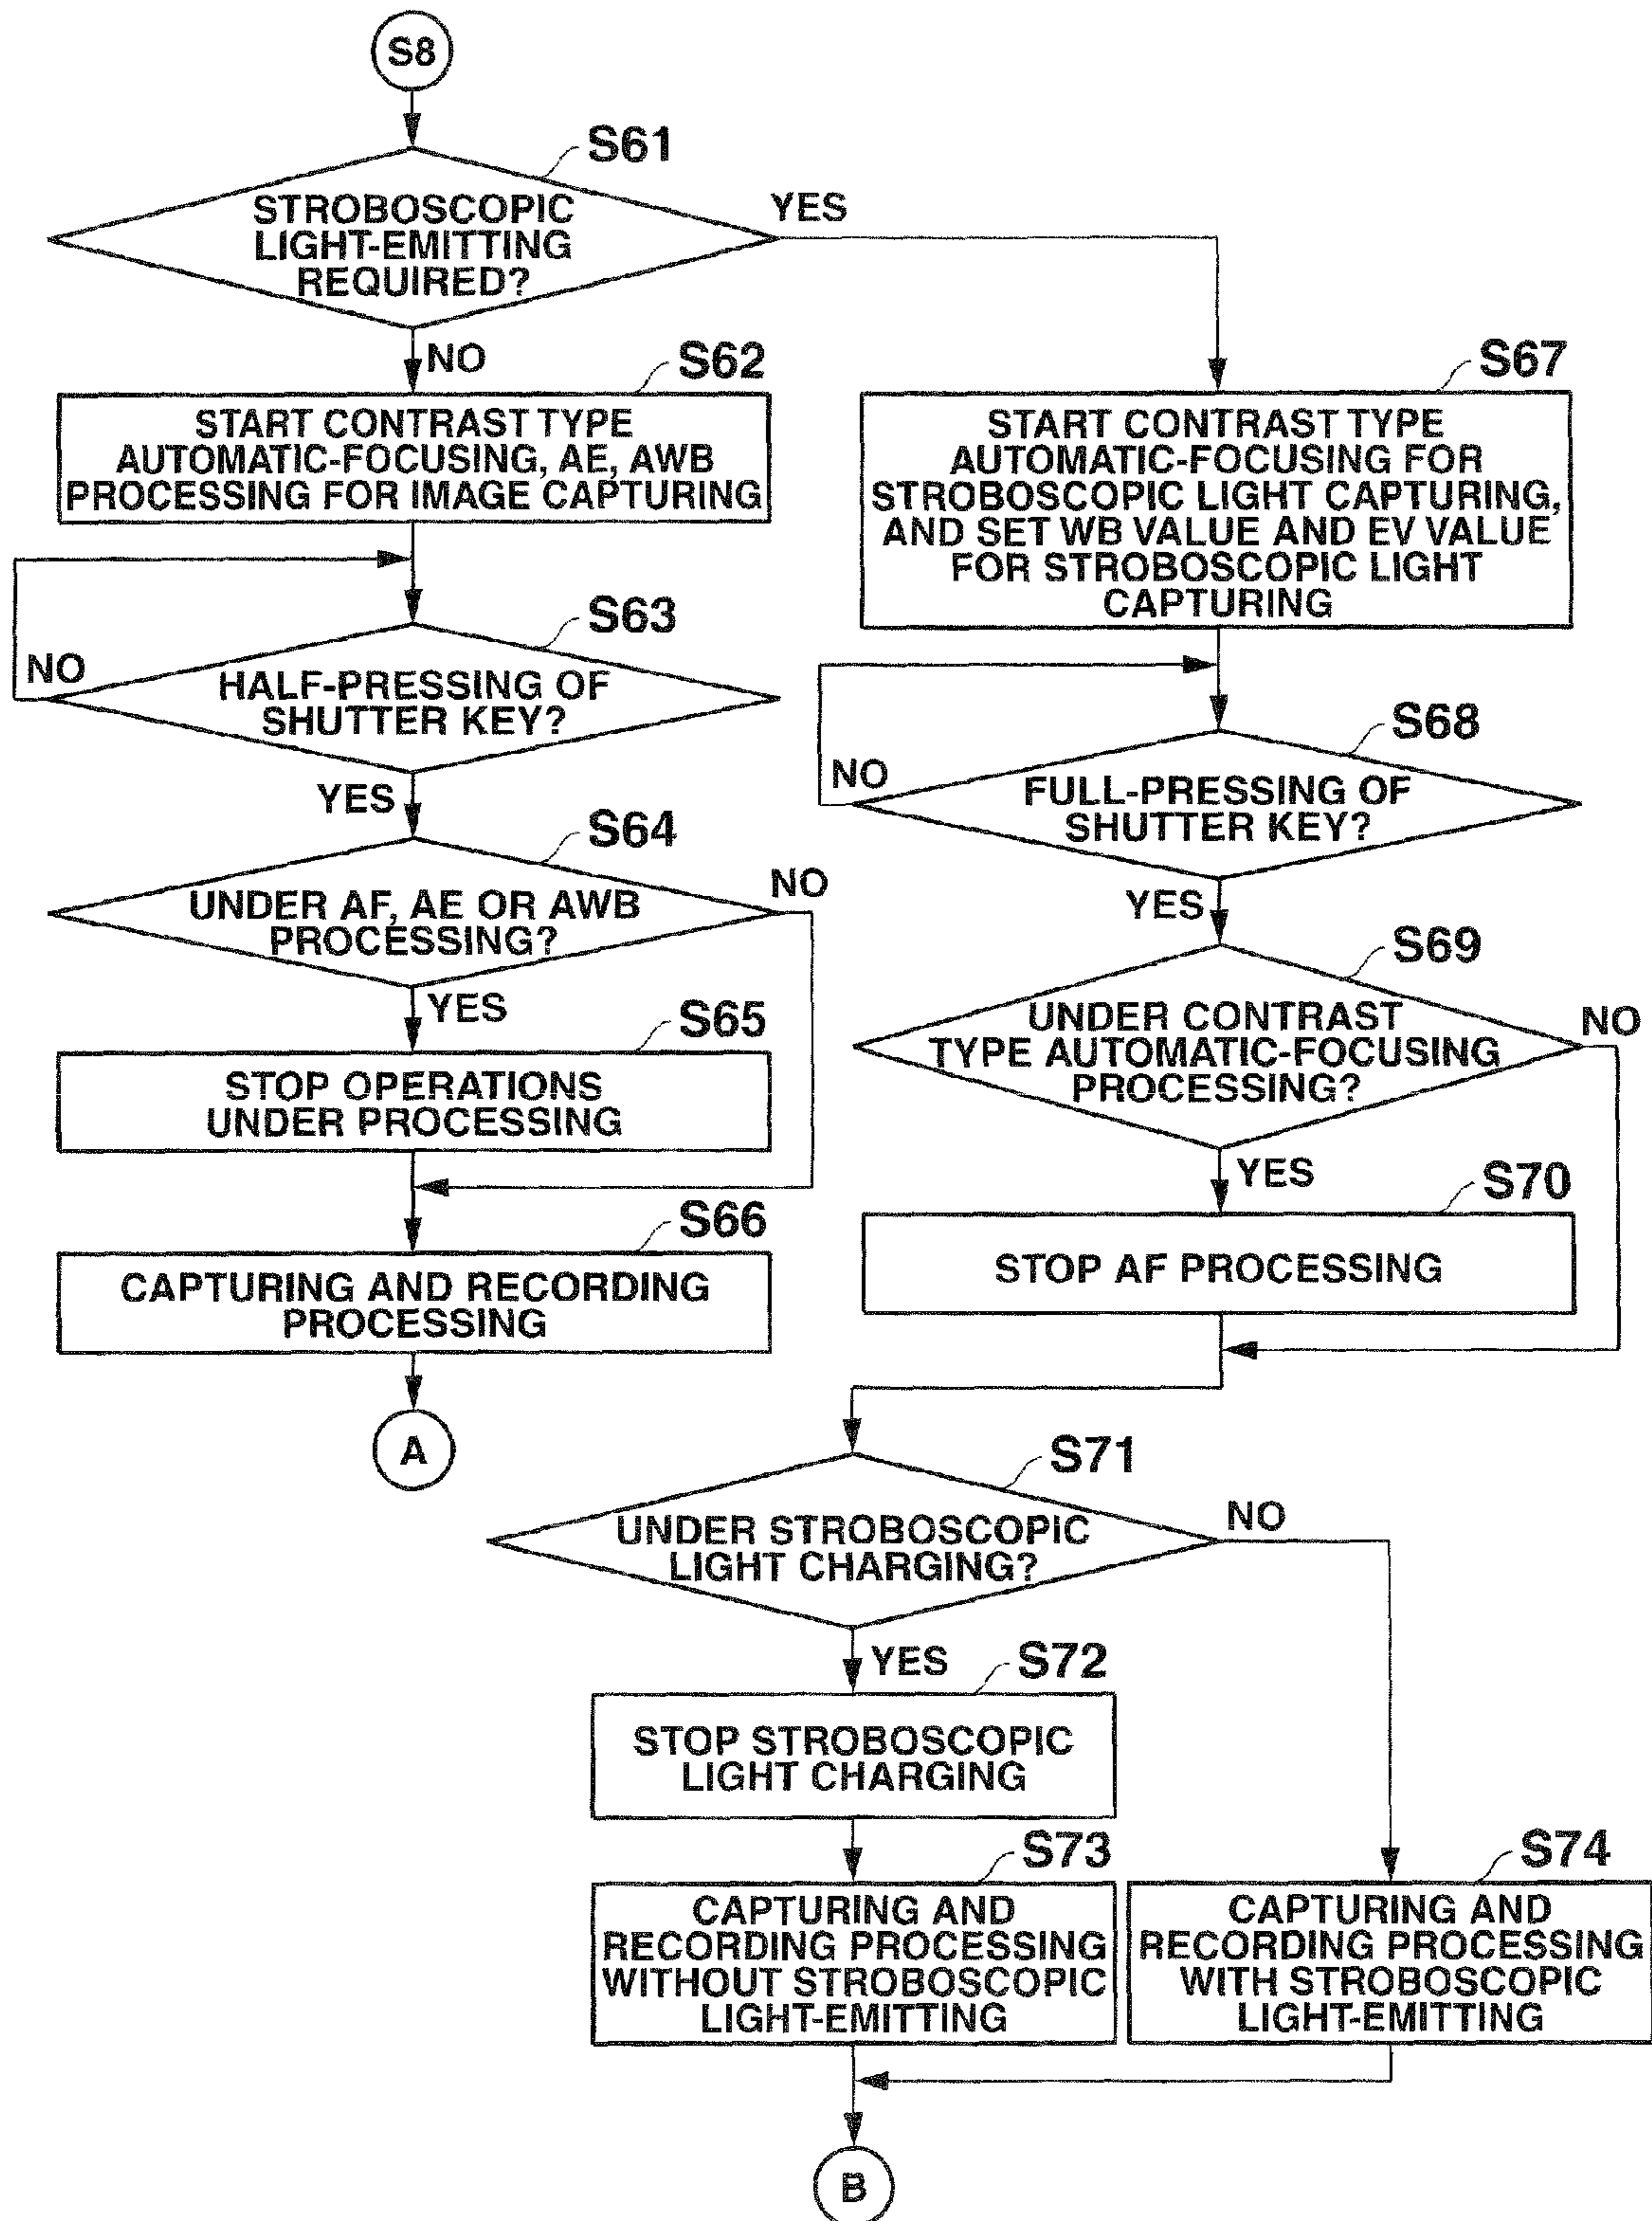 S8
S61
STROBOSCOPIC
LIGHT-EMITTING
REQUIRED?
YES
NO
S62
START CONTRAST TYPE
AUTOMATIC-FOCUSING, AE, AWB
PROCESSING FOR IMAGE CAPTURING
S63
NO
HALF-PRESSING OF
SHUTTER KEY?
YES
S64
UNDER AF, AE OR AWB
PROCESSING?
NO
YES
S65
STOP OPERATIONS
UNDER PROCESSING
S66
CAPTURING AND RECORDING
PROCESSING
A
S67
START CONTRAST TYPE
AUTOMATIC-FOCUSING FOR
STROBOSCOPIC LIGHT CAPTURING,
AND SET WB VALUE AND EV VALUE
FOR STROBOSCOPIC LIGHT
CAPTURING
S68
NO
FULL-PRESSING OF
SHUTTER KEY?
YES
S69
UNDER CONTRAST
TYPE AUTOMATIC-FOCUSING
PROCESSING?
NO
YES
S70
STOP AF PROCESSING
S71
UNDER STROBOSCOPIC
LIGHT CHARGING?
NO
YES
S72
STOP STROBOSCOPIC
LIGHT CHARGING
S73
CAPTURING AND
RECORDING PROCESSING
WITHOUT STROBOSCOPIC
LIGHT-EMITTING
S74
CAPTURING AND
RECORDING PROCESSING
WITH STROBOSCOPIC
LIGHT-EMITTING
B